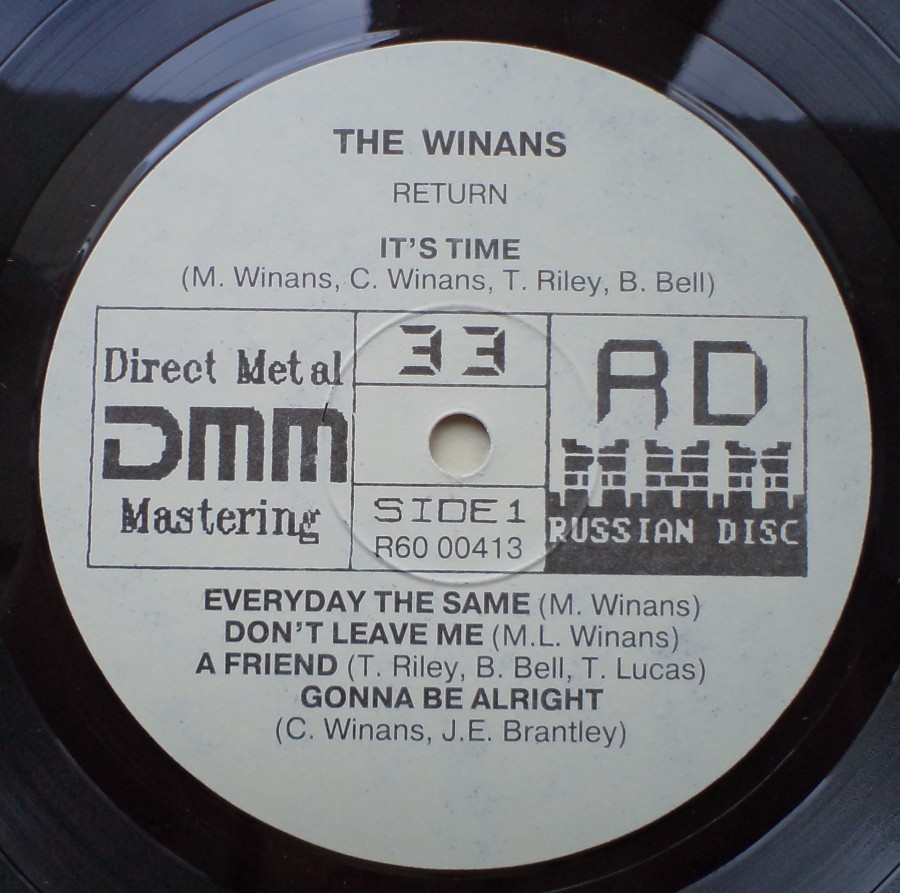 THE WINANS
RETURN
IT'S TIME
(M. Winans, C. Winans, T. Riley, B. Bell)
Direct Metal
DMM
Mastering
33
SIDE 1
R60 00413
RD
RUSSIAN DISC
EVERYDAY THE SAME (M. Winans)
DON'T LEAVE ME (M.L. Winans)
A FRIEND (T. Riley, B. Bell, T. Lucas)
GONNA BE ALRIGHT
(C. Winans, J.E. Brantley)